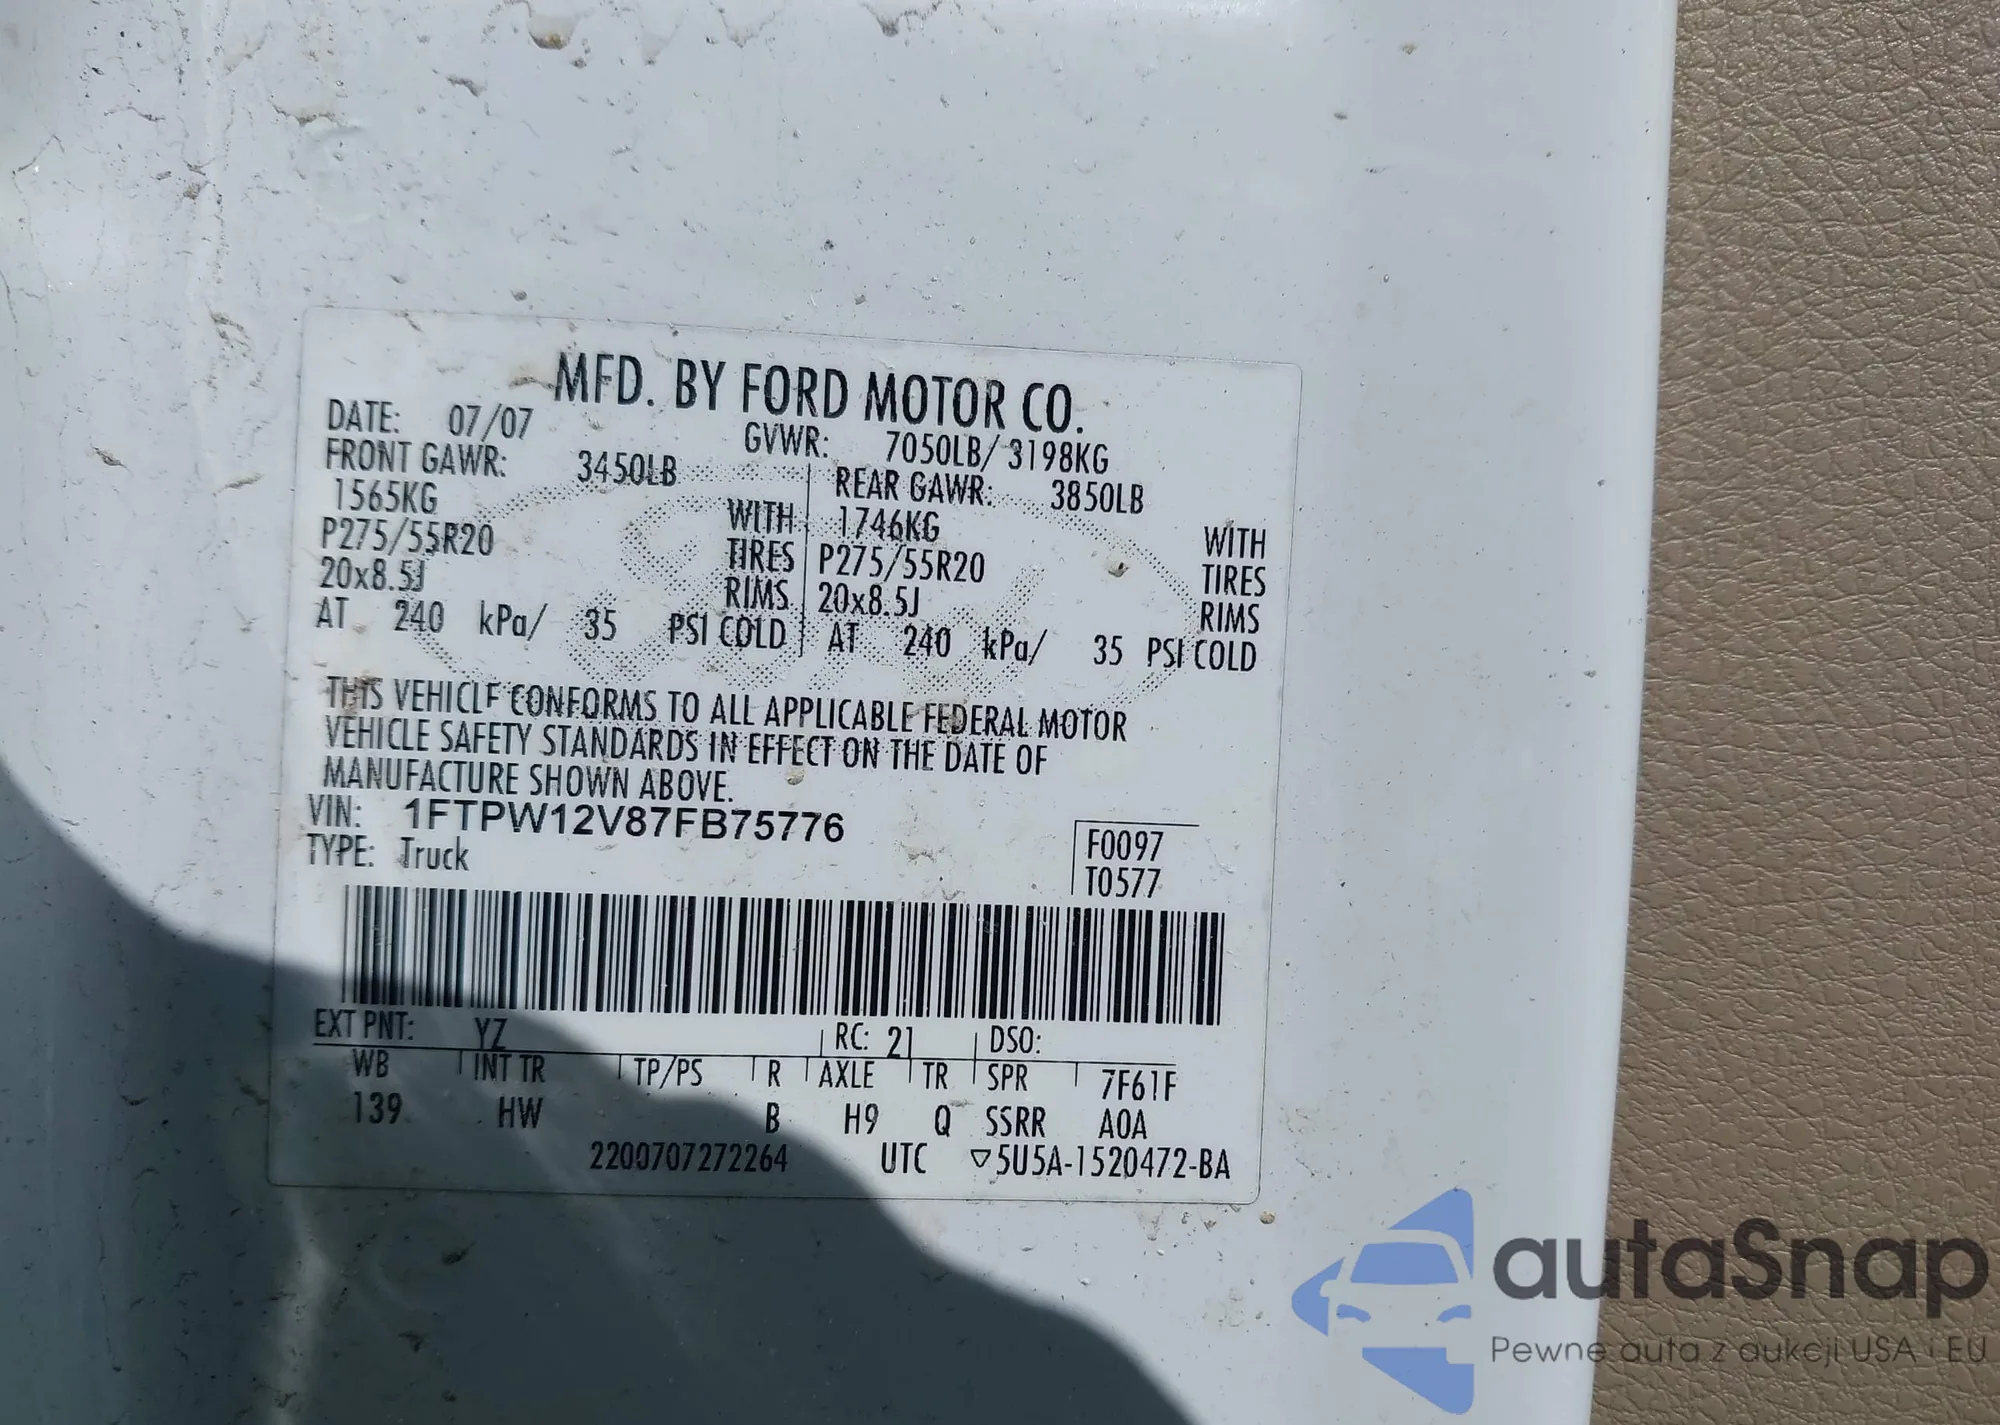 MFD. BY FORD MOTOR CO.
DATE: 07/07 GVWR: 7050LB/ 3198KG
FRONT GAWR: 3450LB REAR GAWR: 3850LB
1565KG WITH 1746KG WITH
P275/55R20 TIRES P275/55R20 TIRES
20x8.5J RIMS 20x8.5J RIMS
AT 240 kPa/ 35 PSI COLD AT 240 kPa/ 35 PSI COLD
THIS VEHICLE CONFORMS TO ALL APPLICABLE FEDERAL MOTOR
VEHICLE SAFETY STANDARDS IN EFFECT ON THE DATE OF
MANUFACTURE SHOWN ABOVE.
VIN: 1FTPW12V87FB75776
TYPE: Truck
F0097
T0577
EXT PNT: YZ RC: 21 DSO:
WB INT TR TP/PS R AXLE TR SPR 7F61F
139 HW B H9 Q SSRR A0A
2200707272264 UTC ▽5U5A-1520472-BA
autaSnap
Pewne auta z aukcji USA i EU